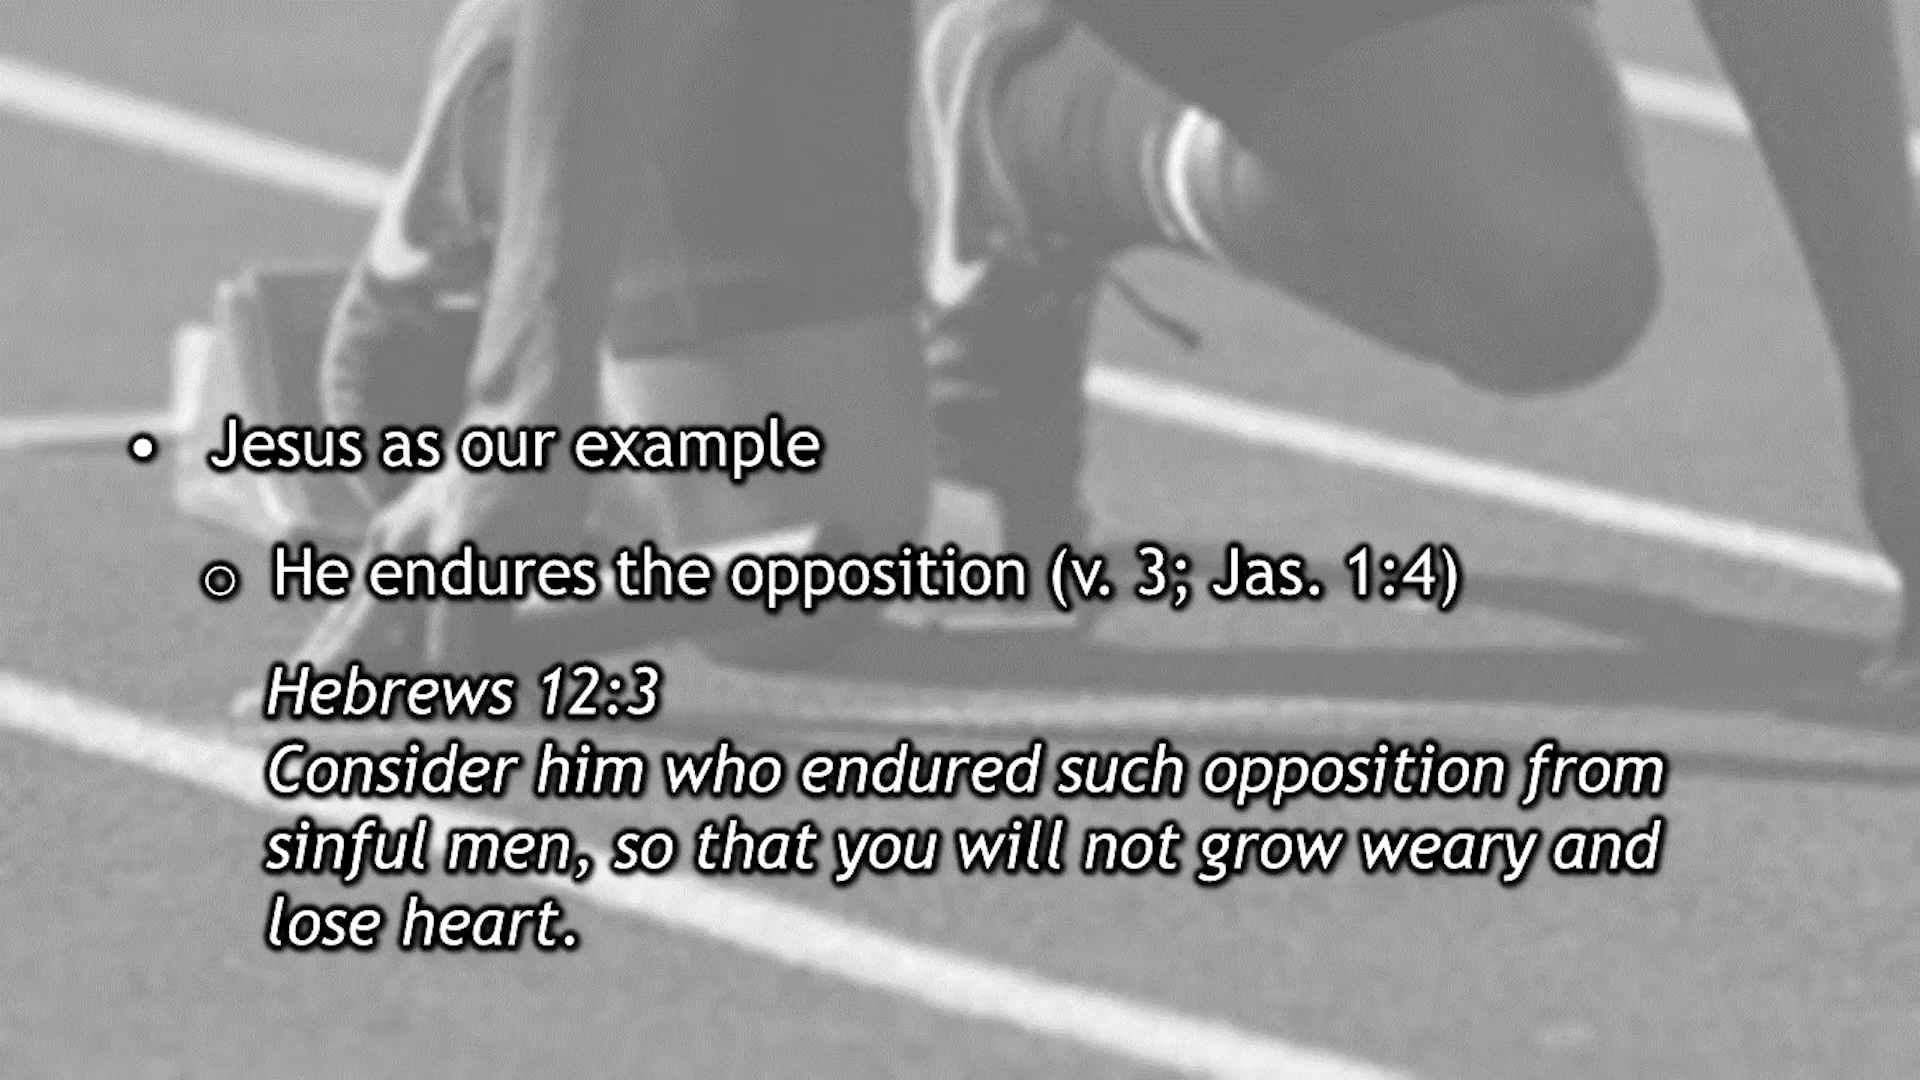 • Jesus as our example
○ He endures the opposition (v. 3; Jas. 1:4)
Hebrews 12:3
Consider him who endured such opposition from
sinful men, so that you will not grow weary and
lose heart.